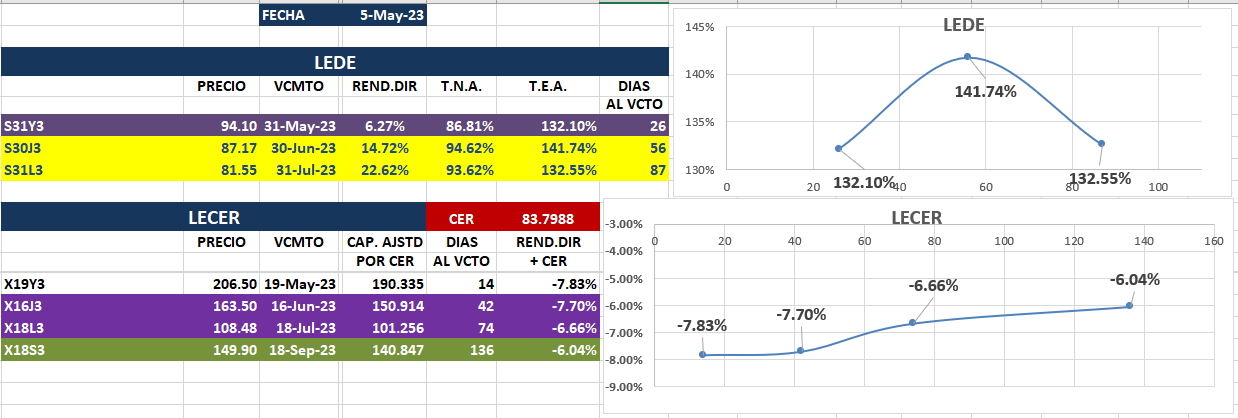 FECHA 5-May-23
LEDE
PRECIO VCMTO REND.DIR T.N.A. T.E.A. DIAS
AL VCTO
S31Y3 94.10 31-May-23 6.27% 86.81% 132.10% 26
S30J3 87.17 30-Jun-23 14.72% 94.62% 141.74% 56
S31L3 81.55 31-Jul-23 22.62% 93.62% 132.55% 87
LEDE
145%
140%
135%
130%
141.74%
132.10%
132.55%
0 20 40 60 80 100
LECER CER 83.7988
PRECIO VCMTO CAP. AJSTD DIAS REND.DIR
POR CER AL VCTO + CER
X19Y3 206.50 19-May-23 190.335 14 -7.83%
X16J3 163.50 16-Jun-23 150.914 42 -7.70%
X18L3 108.48 18-Jul-23 101.256 74 -6.66%
X18S3 149.90 18-Sep-23 140.847 136 -6.04%
LECER
-3.00%
0 20 40 60 80 100 120 140 160
-4.00%
-5.00%
-6.00%
-7.00%
-8.00%
-9.00%
-7.83%
-7.70%
-6.66%
-6.04%